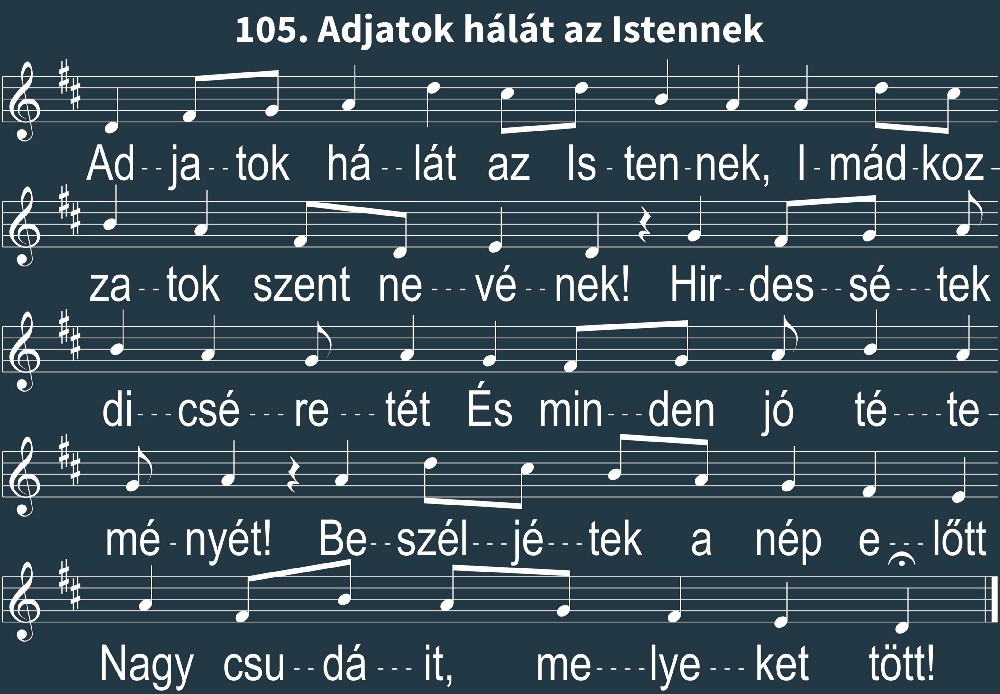 105. Adjatok hálát az Istennek
Ad--ja--tok há--lát az Is-ten-nek, I-mád-koz-
za--tok szent ne---vé--nek! Hir--des--sé---tek
di---csé---re---tét És min---den jó té---te-
mé-nyét! Be--szél---jé---tek a nép e---lőtt
Nagy csu--dá---it, me----lye---ket tött!